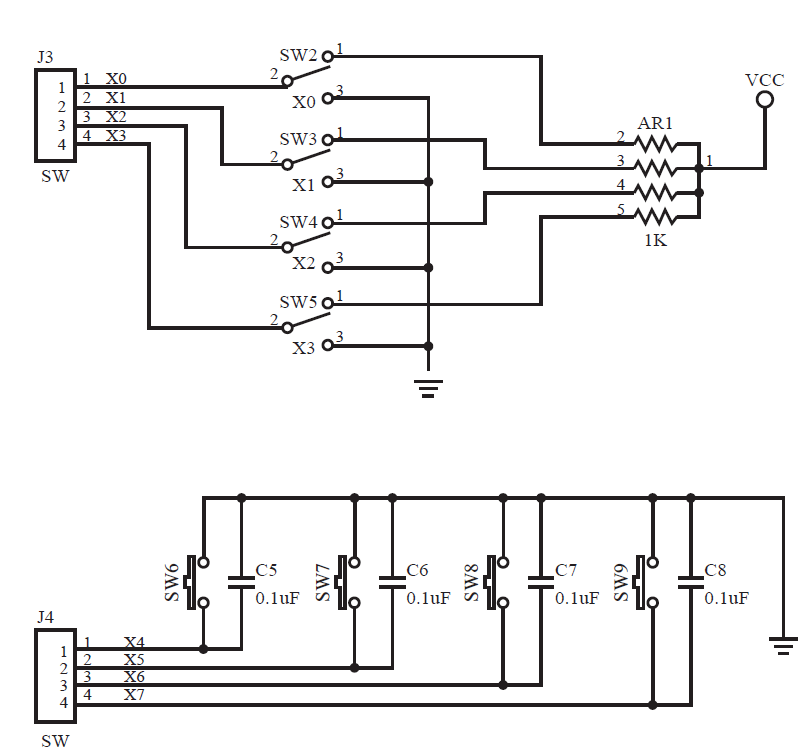 J3
1 1 X0
2 2 X1
3 3 X2
4 4 X3
SW
SW2 1
2
X0 3
SW3 1
2
X1 3
SW4 1
2
X2 3
SW5 1
2
X3 3
VCC
AR1
2
3 1
4
5
1K
SW6 C5 SW7 C6 SW8 C7 SW9 C8
0.1uF 0.1uF 0.1uF 0.1uF
J4
1 1 X4
2 2 X5
3 3 X6
4 4 X7
SW